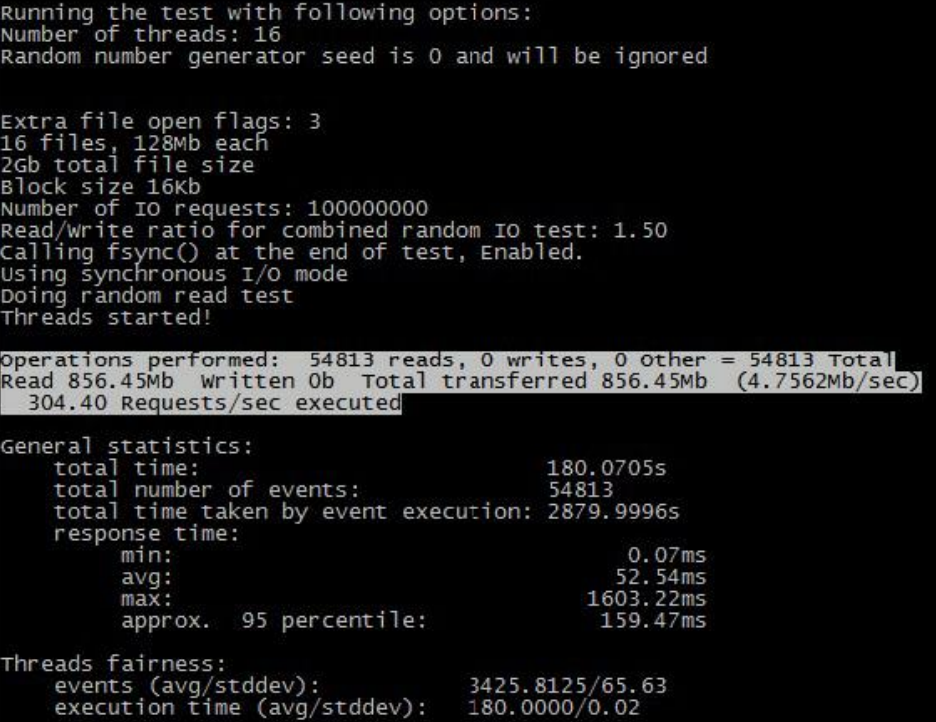 Running the test with following options:
Number of threads: 16
Random number generator seed is 0 and will be ignored
Extra file open flags: 3
16 files, 128Mb each
2Gb total file size
Block size 16Kb
Number of IO requests: 100000000
Read/Write ratio for combined random IO test: 1.50
Calling fsync() at the end of test, Enabled.
Using synchronous I/O mode
Doing random read test
Threads started!
Operations performed:  54813 reads, 0 writes, 0 Other = 54813 Total
Read 856.45Mb  Written 0b  Total transferred 856.45Mb  (4.7562Mb/sec)
304.40 Requests/sec executed
General statistics:
total time: 180.0705s
total number of events: 54813
total time taken by event execution: 2879.9996s
response time:
min: 0.07ms
avg: 52.54ms
max: 1603.22ms
approx.  95 percentile: 159.47ms
Threads fairness:
events (avg/stddev): 3425.8125/65.63
execution time (avg/stddev): 180.0000/0.02